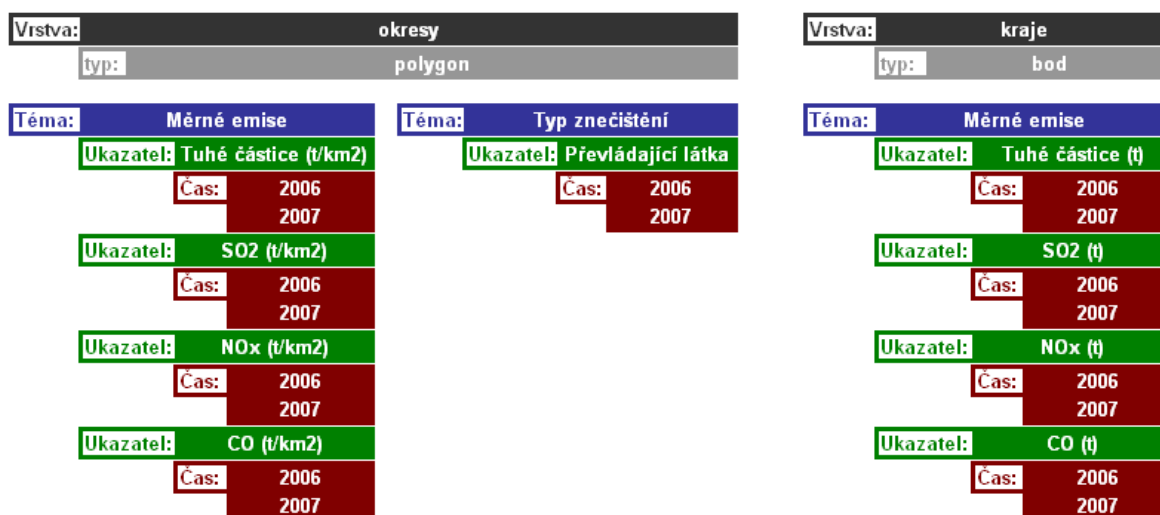 Vrstva: okresy
typ: polygon
Téma: Měrné emise
Ukazatel: Tuhé částice (t/km2)
Čas: 2006
2007
Ukazatel: SO2 (t/km2)
Čas: 2006
2007
Ukazatel: NOx (t/km2)
Čas: 2006
2007
Ukazatel: CO (t/km2)
Čas: 2006
2007
Téma: Typ znečištění
Ukazatel: Převládající látka
Čas: 2006
2007
Vrstva: kraje
typ: bod
Téma: Měrné emise
Ukazatel: Tuhé částice (t)
Čas: 2006
2007
Ukazatel: SO2 (t)
Čas: 2006
2007
Ukazatel: NOx (t)
Čas: 2006
2007
Ukazatel: CO (t)
Čas: 2006
2007